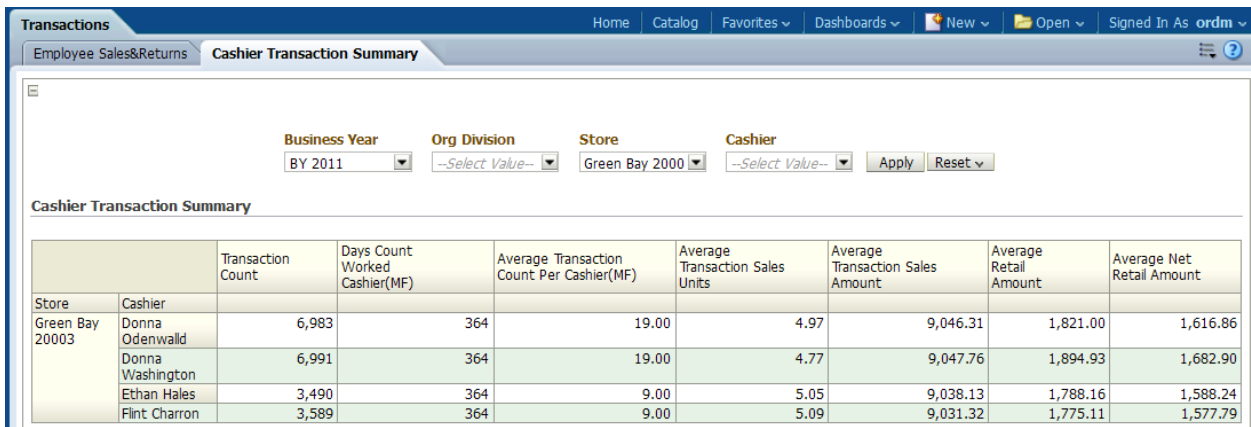 Transactions Home Catalog Favorites Dashboards New Open Signed In As ordm
Employee Sales&Returns Cashier Transaction Summary
Business Year Org Division Store Cashier
BY 2011 --Select Value-- Green Bay 2000 --Select Value-- Apply Reset
Cashier Transaction Summary
Transaction Count Days Count Worked Cashier(MF) Average Transaction Count Per Cashier(MF) Average Transaction Sales Units Average Transaction Sales Amount Average Retail Amount Average Net Retail Amount
Store Cashier
Green Bay 20003 Donna Odenwalld 6,983 364 19.00 4.97 9,046.31 1,821.00 1,616.86
Donna Washington 6,991 364 19.00 4.77 9,047.76 1,894.93 1,682.90
Ethan Hales 3,490 364 9.00 5.05 9,038.13 1,788.16 1,588.24
Flint Charron 3,589 364 9.00 5.09 9,031.32 1,775.11 1,577.79